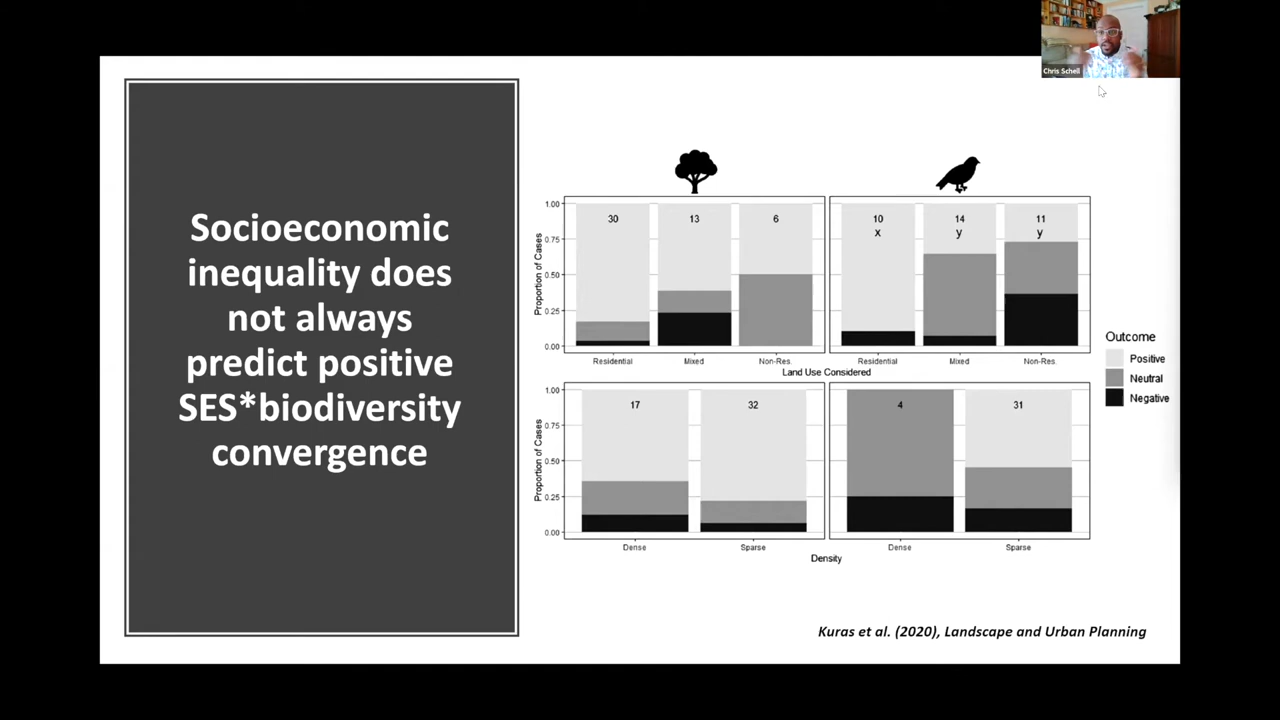 Chris Schell
Socioeconomic
inequality does
not always
predict positive
SES*biodiversity
convergence
Proportion of Cases
1.00
0.75
0.50
0.25
0.00
30
13
6
10
x
14
y
11
y
Residential
Mixed
Non-Res.
Residential
Mixed
Non-Res.
Land Use Considered
Proportion of Cases
1.00
0.75
0.50
0.25
0.00
17
32
4
31
Dense
Sparse
Dense
Sparse
Density
Outcome
Positive
Neutral
Negative
Kuras et al. (2020), Landscape and Urban Planning